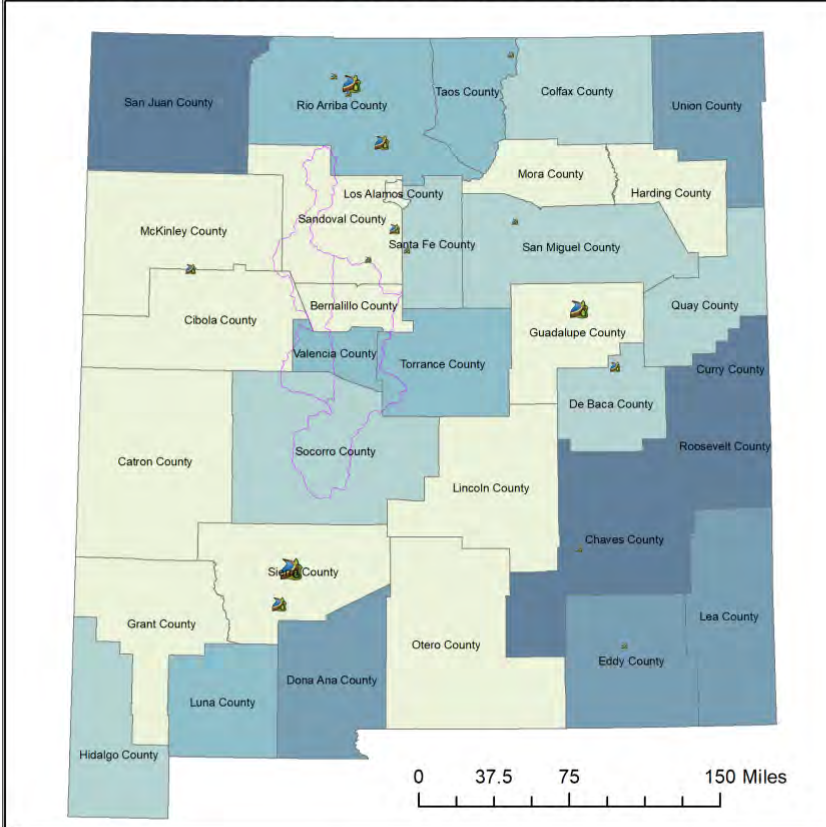 San Juan County
Rio Arriba County
Taos County
Colfax County
Union County
Mora County
Harding County
Los Alamos County
Sandoval County
McKinley County
Santa Fe County
San Miguel County
Bernalillo County
Quay County
Cibola County
Guadalupe County
Valencia County
Torrance County
Curry County
De Baca County
Roosevelt County
Socorro County
Catron County
Lincoln County
Chaves County
Sierra County
Lea County
Grant County
Otero County
Eddy County
Dona Ana County
Luna County
Hidalgo County
0 37.5 75 150 Miles